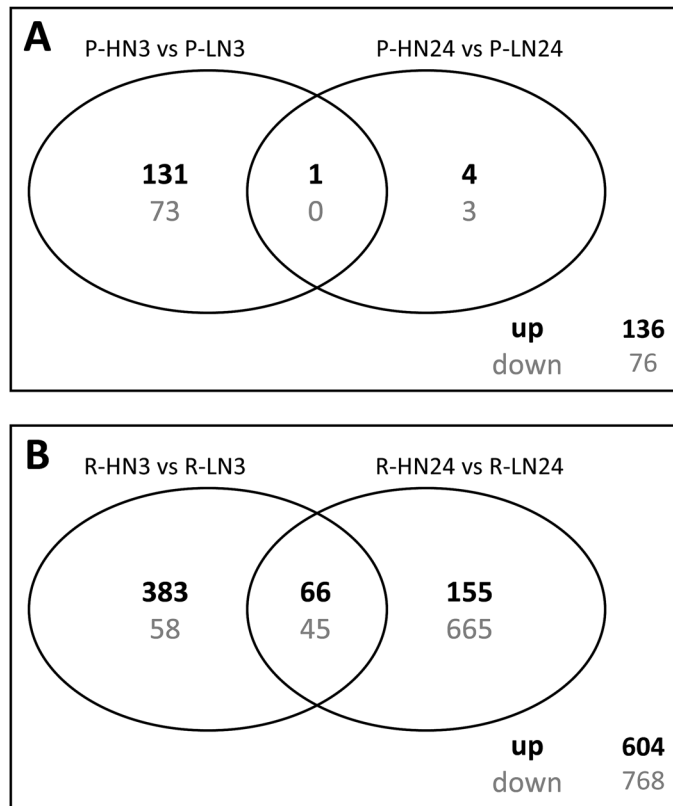 A
P-HN3 vs P-LN3 P-HN24 vs P-LN24
131 1 4
73 0 3
up 136
down 76
B
R-HN3 vs R-LN3 R-HN24 vs R-LN24
383 66 155
58 45 665
up 604
down 768